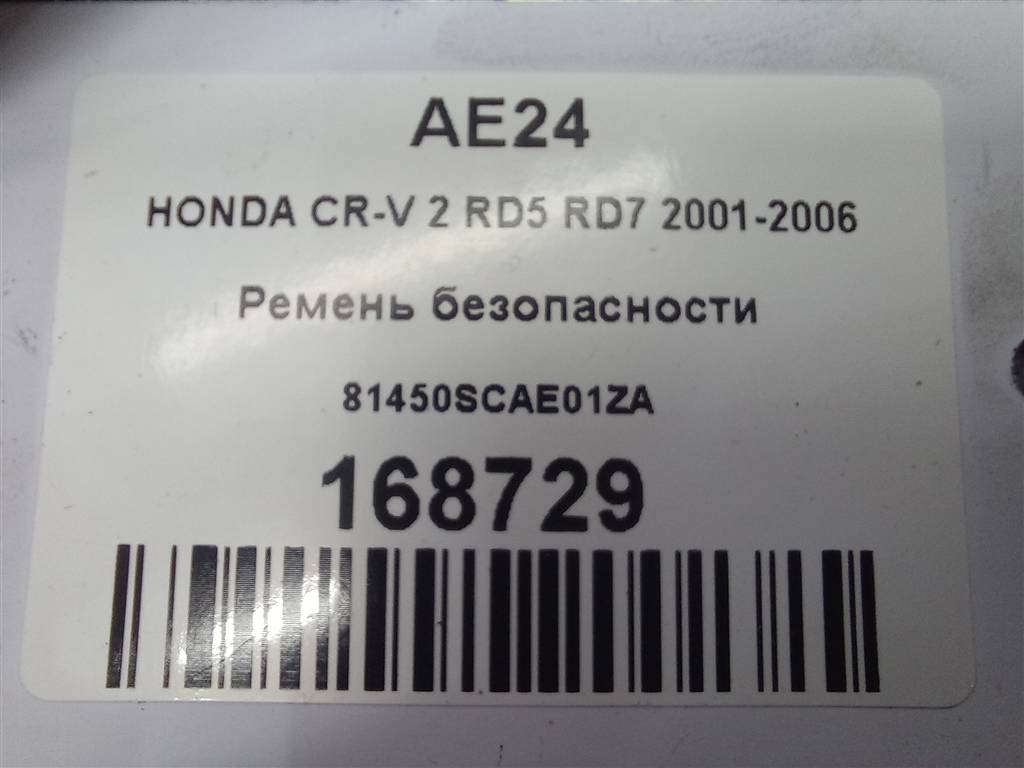 AE24
HONDA CR-V 2 RD5 RD7 2001-2006
Ремень безопасности
81450SCAE01ZA
168729